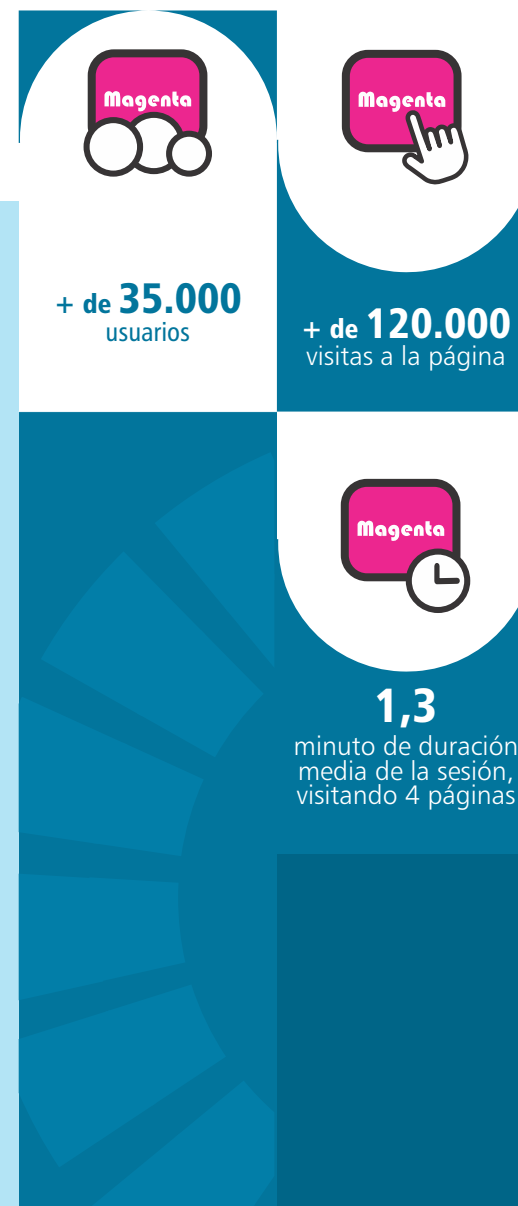 Magenta
+ de 35.000
usuarios
Magenta
+ de 120.000
visitas a la página
Magenta
1,3
minuto de duración
media de la sesión,
visitando 4 páginas